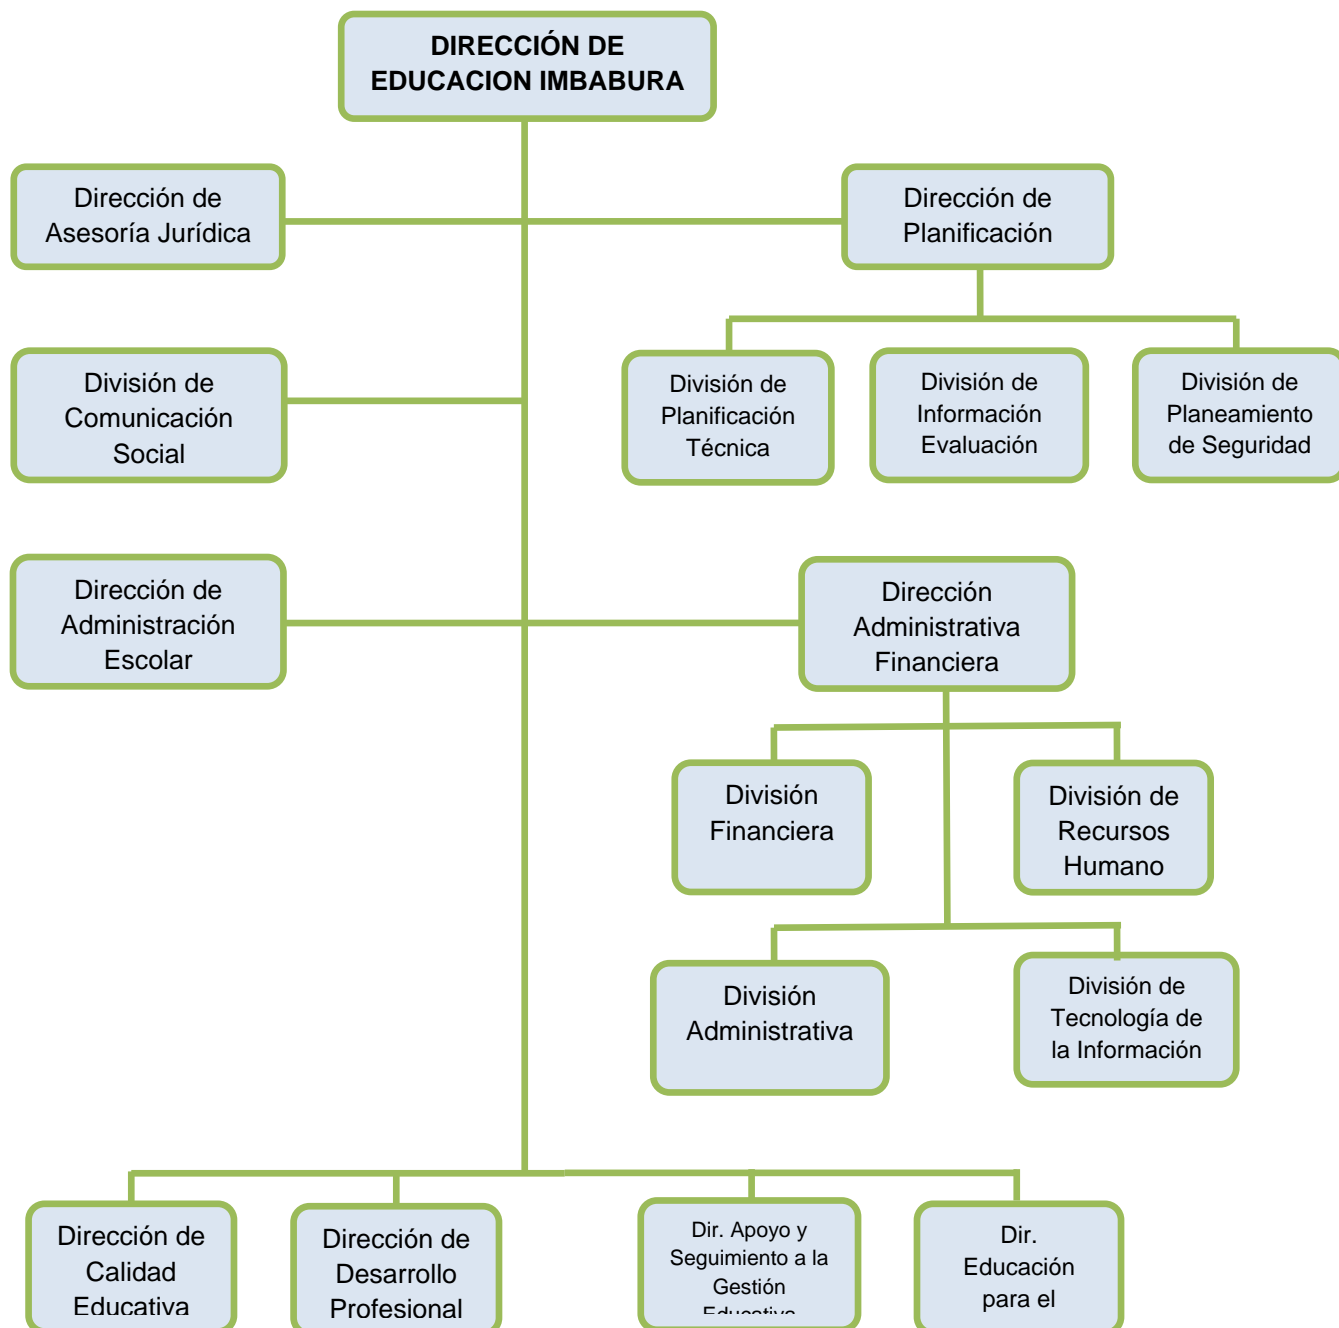 DIRECCIÓN DE
EDUCACION IMBABURA
Dirección de
Asesoría Jurídica
Dirección de
Planificación
División de
Comunicación
Social
División de
Planificación
Técnica
División de
Información
Evaluación
División de
Planeamiento
de Seguridad
Dirección de
Administración
Escolar
Dirección
Administrativa
Financiera
División
Financiera
División de
Recursos
Humano
División
Administrativa
División de
Tecnología de
la Información
Dirección de
Calidad
Educativa
Dirección de
Desarrollo
Profesional
Dir. Apoyo y
Seguimiento a la
Gestión
Educativa
Dir.
Educación
para el